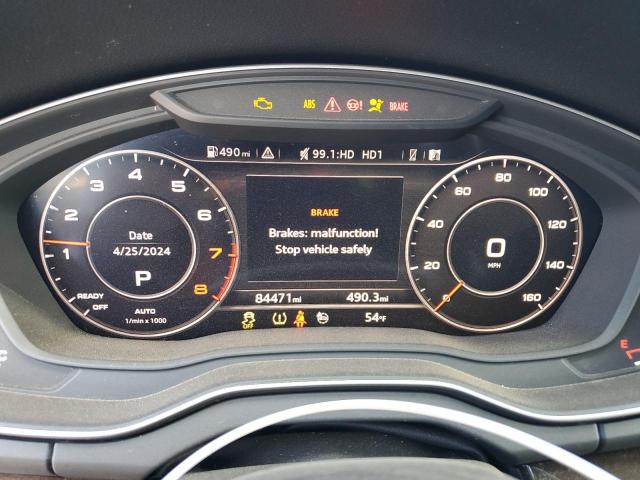 ABS BRAKE
490 mi 99.1:HD HD1
BRAKE
Brakes: malfunction!
Stop vehicle safely
Date
4/25/2024
P
1 2 3 4 5 6 7 8
READY
OFF
AUTO
1/min x 1000
84471 mi 490.3 mi
0
MPH
0 20 40 60 80 100 120 140 160
OFF
54°F
C
E